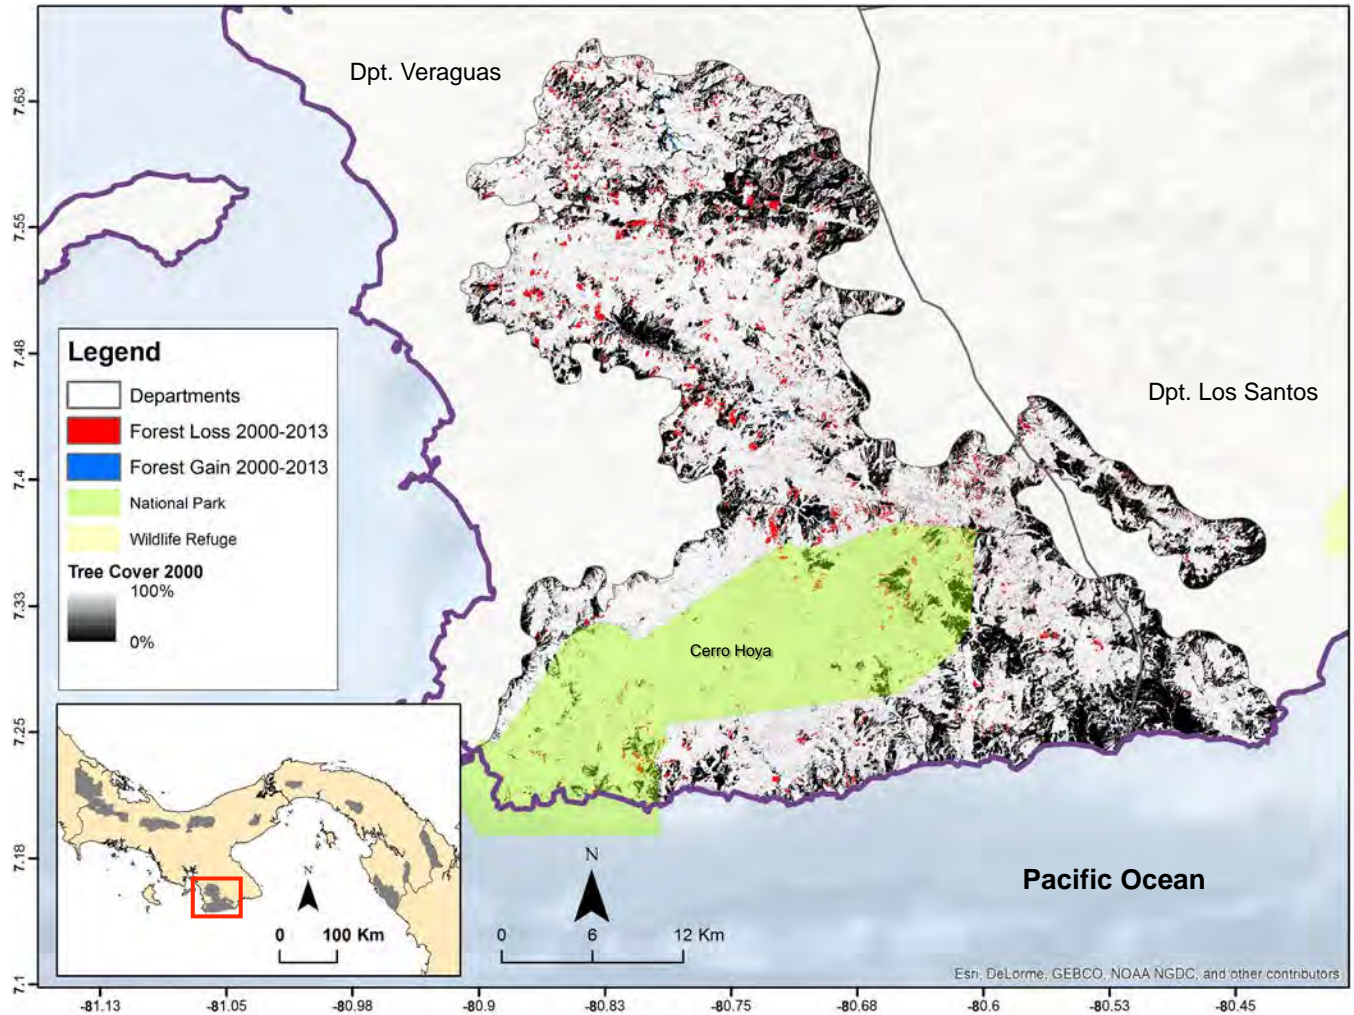 Dpt. Veraguas
7.63
7.55
7.48
7.4
7.33
7.25
7.18
7.1
Dpt. Los Santos
Legend
Departments
Forest Loss 2000-2013
Forest Gain 2000-2013
National Park
Wildlife Refuge
Tree Cover 2000
100%
0%
Cerro Hoya
N
0 100 Km
N
0 6 12 Km
Pacific Ocean
Esri, DeLorme, GEBCO, NOAA NGDC, and other contributors
-81.13 -81.05 -80.98 -80.9 -80.83 -80.75 -80.68 -80.6 -80.53 -80.45